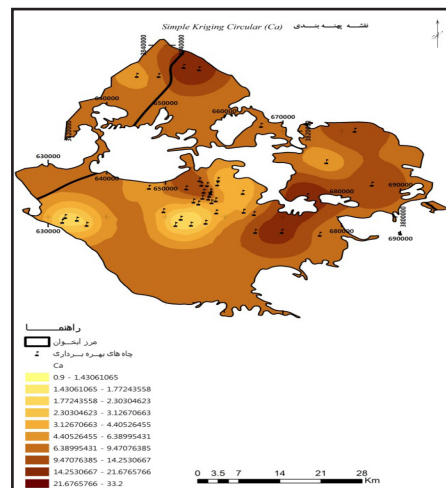 Simple Kriging Circular (Ca) نقشه پهنه بندی
640000
650000
660000
670000
630000
640000
650000
680000
690000
630000
680000
690000
راهنما
مرز آبخوان
چاه های بهره برداری
Ca
0.9 - 1.43061065
1.43061065 - 1.77243558
1.77243558 - 2.30304623
2.30304623 - 3.12670663
3.12670663 - 4.40526455
4.40526455 - 6.38995431
6.38995431 - 9.47076385
9.47076385 - 14.2530667
14.2530667 - 21.6765766
21.6765766 - 33.2
0 3.5 7 14 21 28
Km